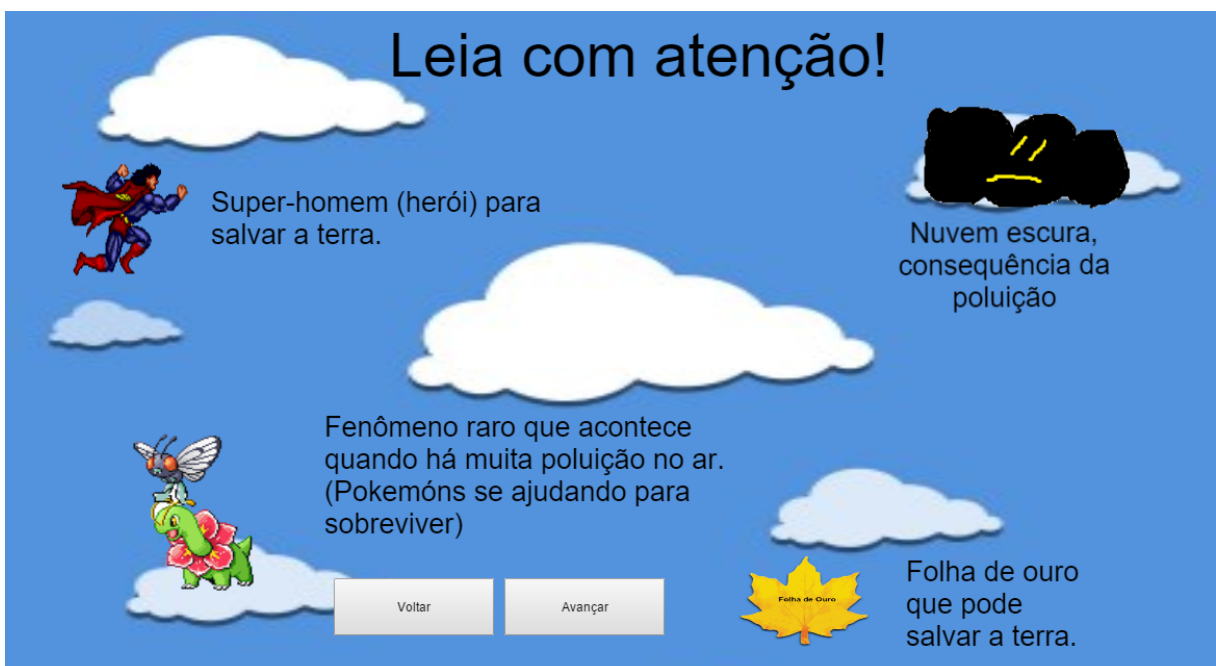 Leia com atenção!
Super-homem (herói) para
salvar a terra.
Nuvem escura,
consequência da
poluição
Fenômeno raro que acontece
quando há muita poluição no ar.
(Pokemóns se ajudando para
sobreviver)
Voltar
Avançar
Folha de Ouro
Folha de ouro
que pode
salvar a terra.